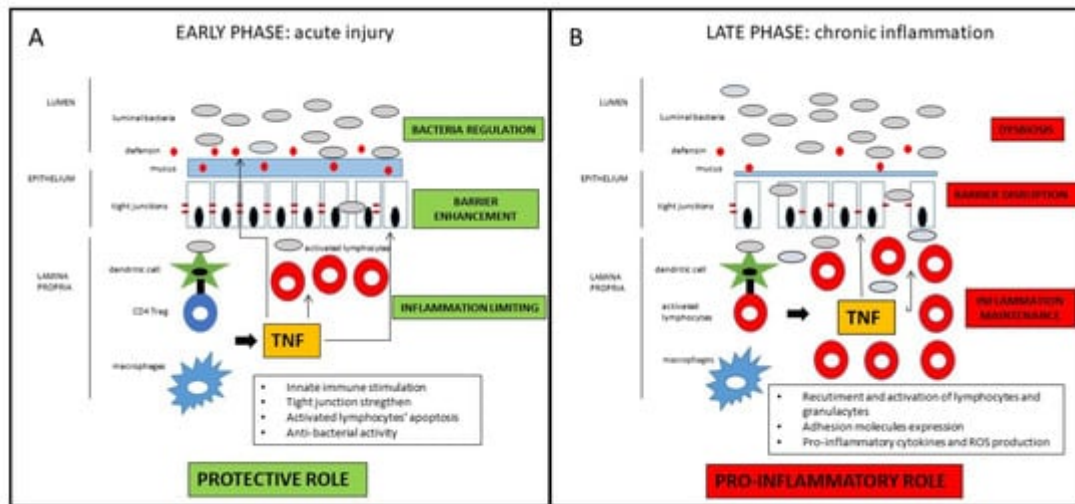 A
EARLY PHASE: acute injury
LUMEN
luminal bacteria
BACTERIA REGULATION
defensin
mucus
EPITHELIUM
tight junctions
BARRIER
ENHANCEMENT
activated lymphocytes
dendritic cell
LAMINA
PROPRIA
CD4 Treg
INFLAMMATION LIMITING
TNF
macrophages
• Innate immune stimulation
• Tight junction stregthen
• Activated lymphocytes' apoptosis
• Anti-bacterial activity
PROTECTIVE ROLE
B
LATE PHASE: chronic inflammation
LUMEN
Luminal bacteria
DYSBIOSIS
defensin
mucus
EPITHELIUM
BARRIER DISRUPTION
tight junctions
dendritic cell
LAMINA
PROPRIA
activated
lymphocytes
TNF
INFLAMMATION
MAINTENANCE
macrophages
• Recrutiment and activation of lymphocytes and
granulacytes
• Adhesion molecules expression
• Pro-inflammatory cytokines and ROS production
PRO-INFLAMMATORY ROLE